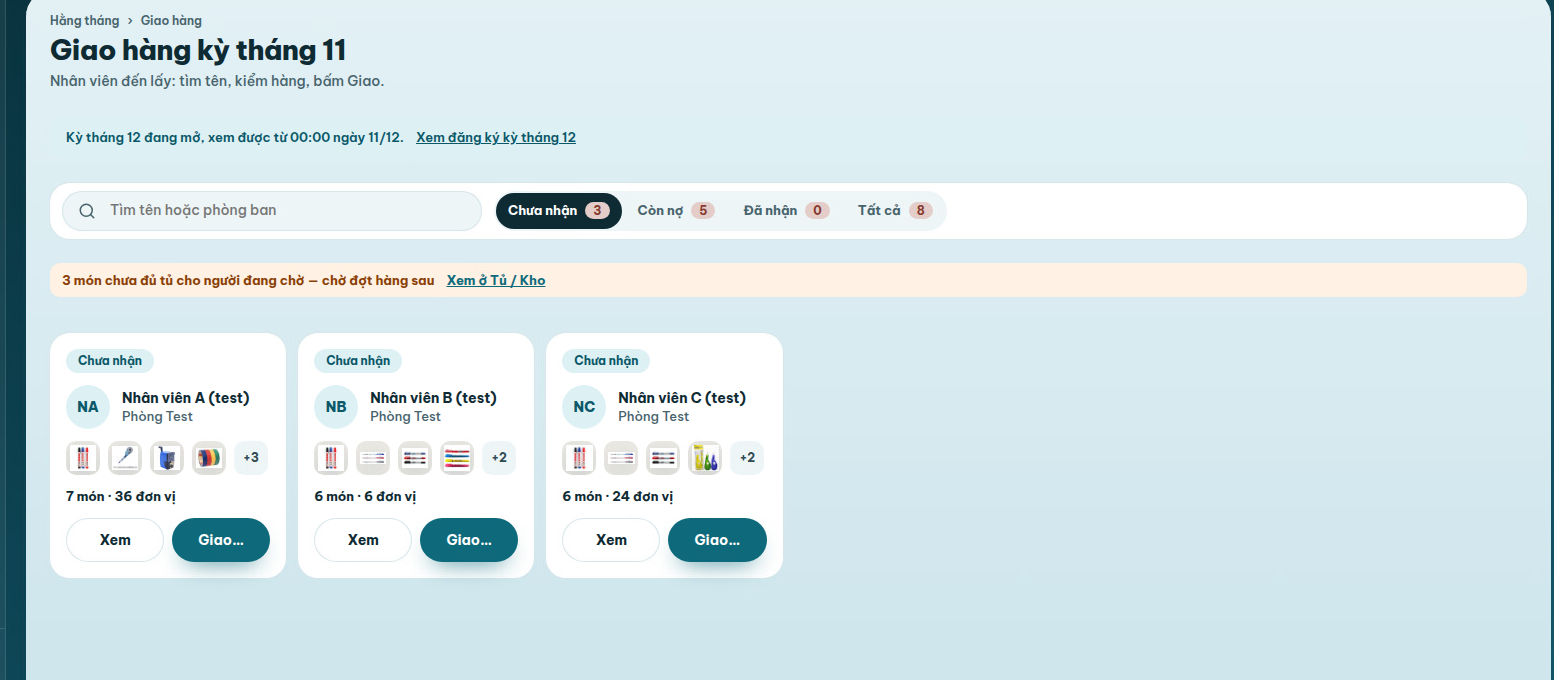 Hằng tháng › Giao hàng
Giao hàng kỳ tháng 11
Nhân viên đến lấy: tìm tên, kiểm hàng, bấm Giao.
Kỳ tháng 12 đang mở, xem được từ 00:00 ngày 11/12. Xem đăng ký kỳ tháng 12
Tìm tên hoặc phòng ban
Chưa nhận 3 Còn nợ 5 Đã nhận 0 Tất cả 8
3 món chưa đủ tủ cho người đang chờ — chờ đợt hàng sau Xem ở Tủ / Kho
Chưa nhận
NA
Nhân viên A (test)
Phòng Test
+3
7 món · 36 đơn vị
Xem Giao...
Chưa nhận
NB
Nhân viên B (test)
Phòng Test
+2
6 món · 6 đơn vị
Xem Giao...
Chưa nhận
NC
Nhân viên C (test)
Phòng Test
+2
6 món · 24 đơn vị
Xem Giao...